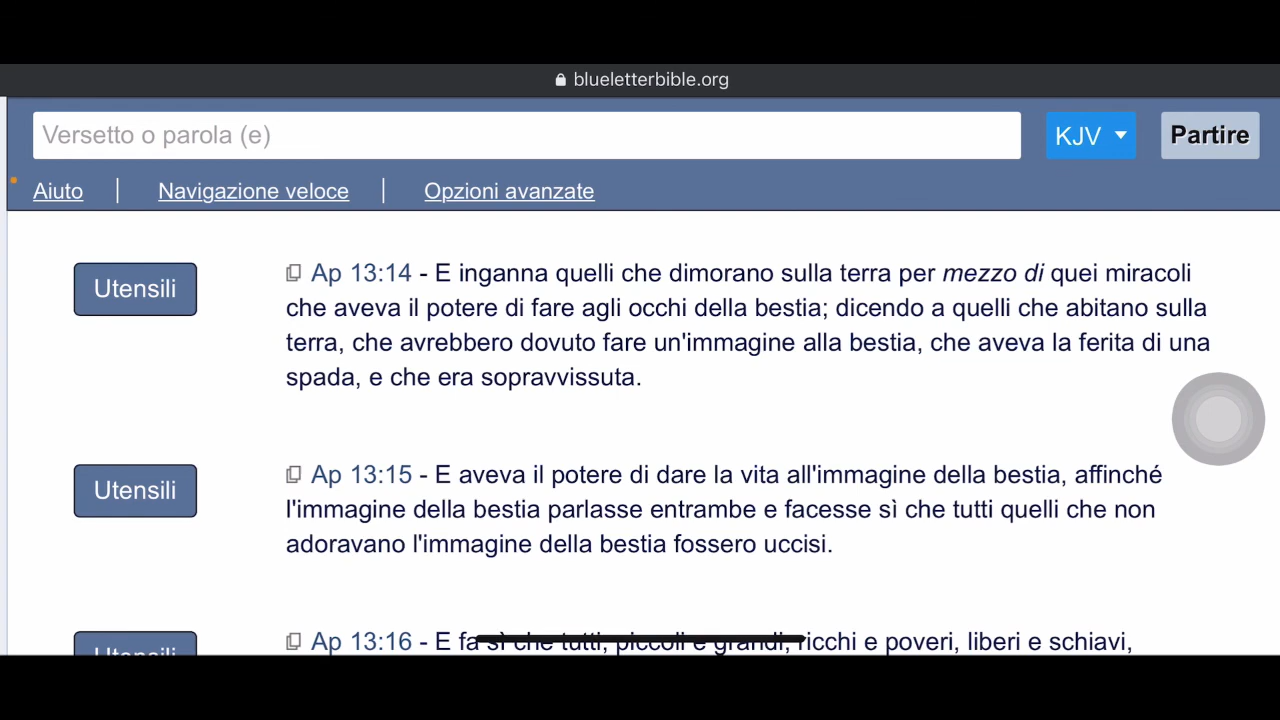 blueletterbible.org
Versetto o parola (e)
KJV
Partire
Aiuto | Navigazione veloce | Opzioni avanzate
Utensili
Ap 13:14 - E inganna quelli che dimorano sulla terra per mezzo di quei miracoli
che aveva il potere di fare agli occhi della bestia; dicendo a quelli che abitano sulla
terra, che avrebbero dovuto fare un'immagine alla bestia, che aveva la ferita di una
spada, e che era sopravvissuta.
Utensili
Ap 13:15 - E aveva il potere di dare la vita all'immagine della bestia, affinché
l'immagine della bestia parlasse entrambe e facesse sì che tutti quelli che non
adoravano l'immagine della bestia fossero uccisi.
Utensili
Ap 13:16 - E fa sì che tutti, piccoli e grandi, ricchi e poveri, liberi e schiavi,